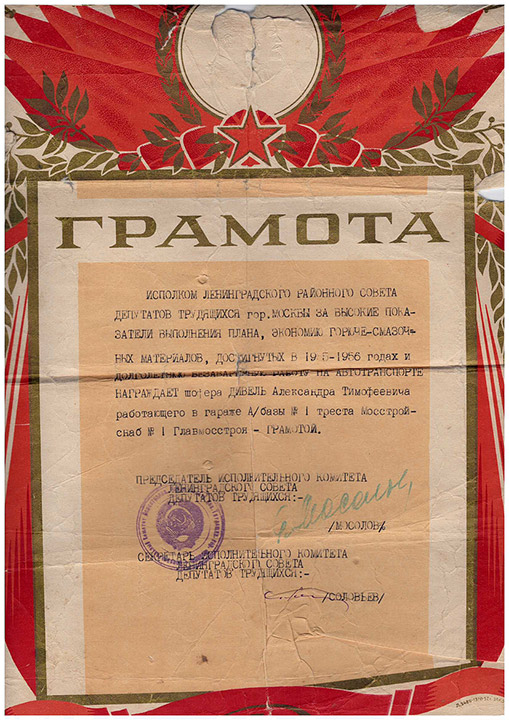 ГРАМОТА
ИСПОЛКОМ ЛЕНИНГРАДСКОГО РАЙОННОГО СОВЕТА
ДЕПУТАТОВ ТРУДЯЩИХСЯ гор.МОСКВЫ ЗА ВЫСОКИЕ ПОКА-
ЗАТЕЛИ ВЫПОЛНЕНИЯ ПЛАНА, ЭКОНОМИЮ ГОРЮЧЕ-СМАЗОЧ-
НЫХ МАТЕРИАЛОВ, ДОСТИГНУТЫХ В 1955-1956 годах и
ДОЛГОЛЕТНЮЮ БЕЗАВАРИЙНУЮ РАБОТУ НА АВТОТРАНСПОРТЕ
НАГРАЖДАЕТ шофера ДИВЕЛЬ Александра Тимофеевича
работающего в гараже А/базы № 1 треста Мосстрой-
снаб № 1 Главмосстроя - ГРАМОТОЙ.
ПРЕДСЕДАТЕЛЬ ИСПОЛНИТЕЛЬНОГО КОМИТЕТА
ЛЕНИНГРАДСКОГО СОВЕТА
ДЕПУТАТОВ ТРУДЯЩИХСЯ:-
/МОСОЛОВ/
СЕКРЕТАРЬ ИСПОЛНИТЕЛЬНОГО КОМИТЕТА
ЛЕНИНГРАДСКОГО СОВЕТА
ДЕПУТАТОВ ТРУДЯЩИХСЯ:-
/СОЛОВЬЕВ/